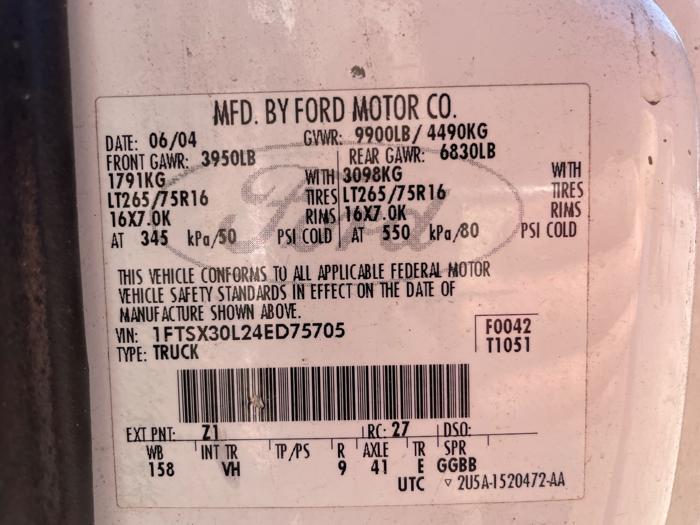 MFD. BY FORD MOTOR CO.
DATE: 06/04 GVWR: 9900LB/ 4490KG
FRONT GAWR: 3950LB REAR GAWR: 6830LB
1791KG WITH 3098KG WITH
LT265/75R16 TIRES LT265/75R16 TIRES
16X7.0K RIMS 16X7.0K RIMS
AT 345 kPa/50 PSI COLD AT 550 kPa/80 PSI COLD
Ford
THIS VEHICLE CONFORMS TO ALL APPLICABLE FEDERAL MOTOR
VEHICLE SAFETY STANDARDS IN EFFECT ON THE DATE OF
MANUFACTURE SHOWN ABOVE.
VIN: 1FTSX30L24ED75705 F0042
TYPE: TRUCK T1051
EXT PNT: Z1 RC: 27 DSO:
WB INT TR TP/PS R AXLE TR SPR
158 VH 9 41 E GGBB
UTC ▽ 2U5A-1520472-AA